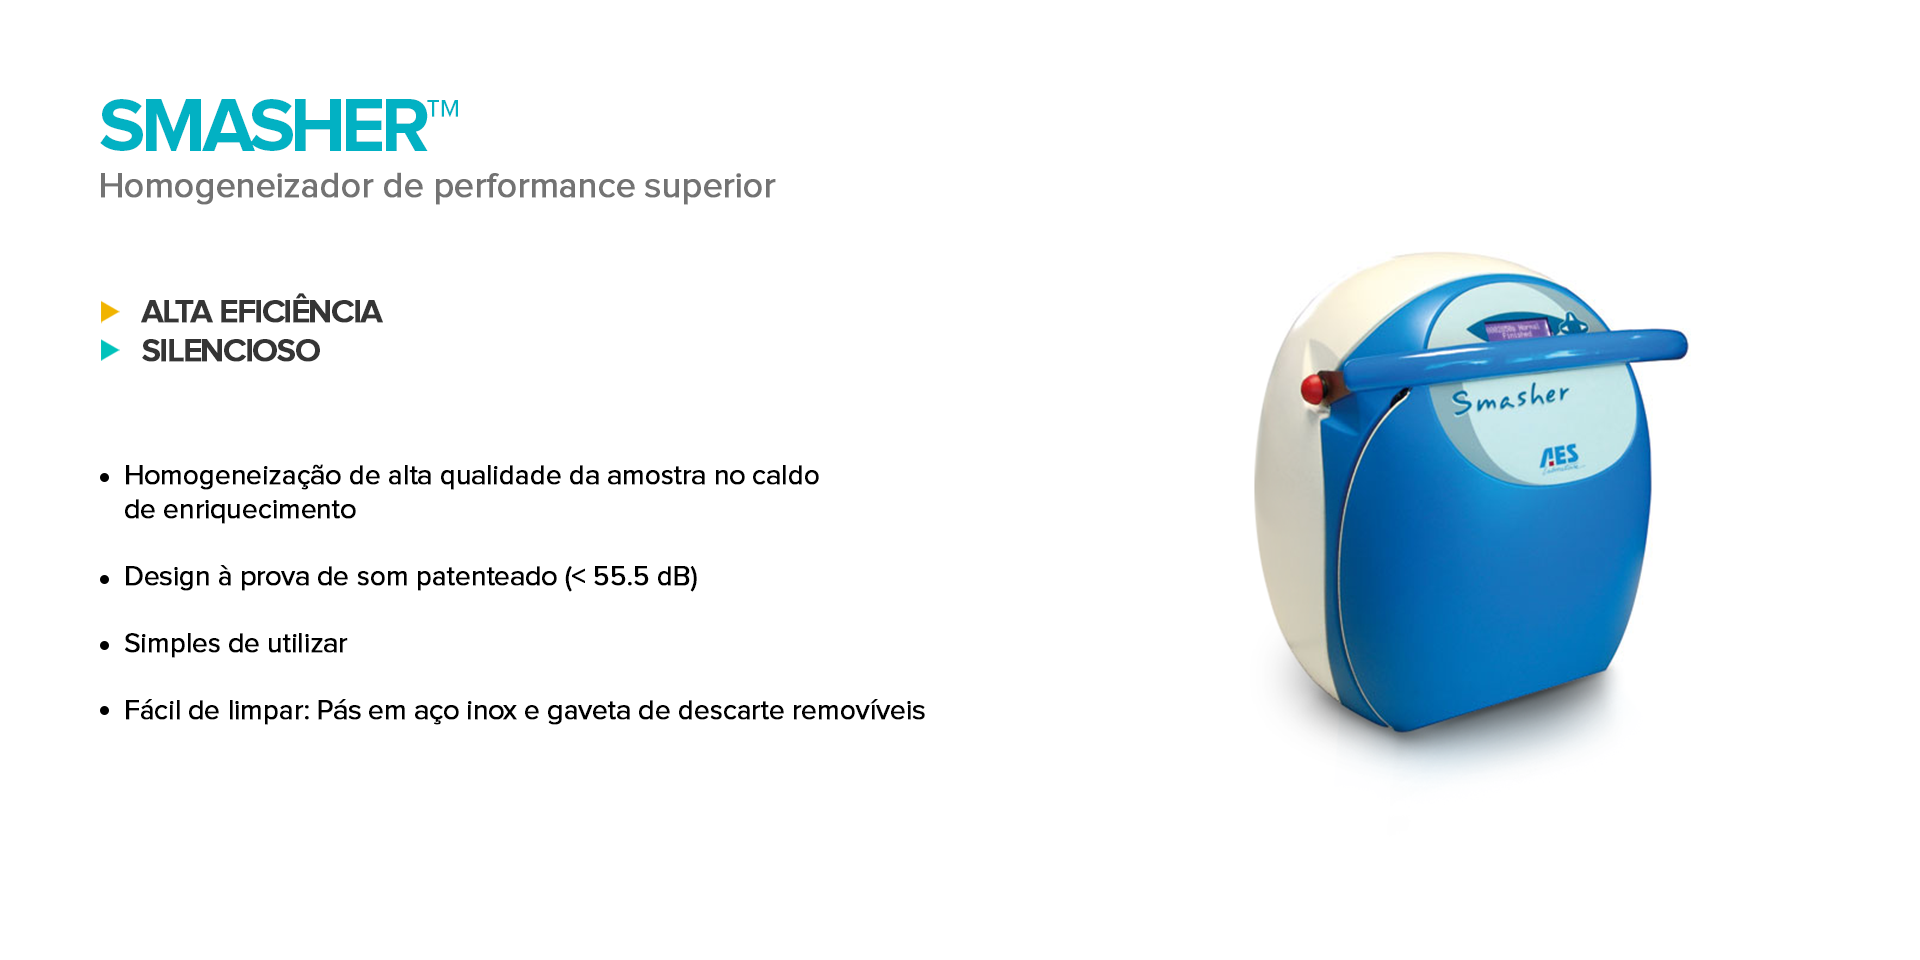 SMASHER™
Homogeneizador de performance superior
ALTA EFICIÊNCIA
SILENCIOSO
• Homogeneização de alta qualidade da amostra no caldo
de enriquecimento
• Design à prova de som patenteado (< 55.5 dB)
• Simples de utilizar
• Fácil de limpar: Pás em aço inox e gaveta de descarte removíveis
Normal
Finished
Smasher
AES